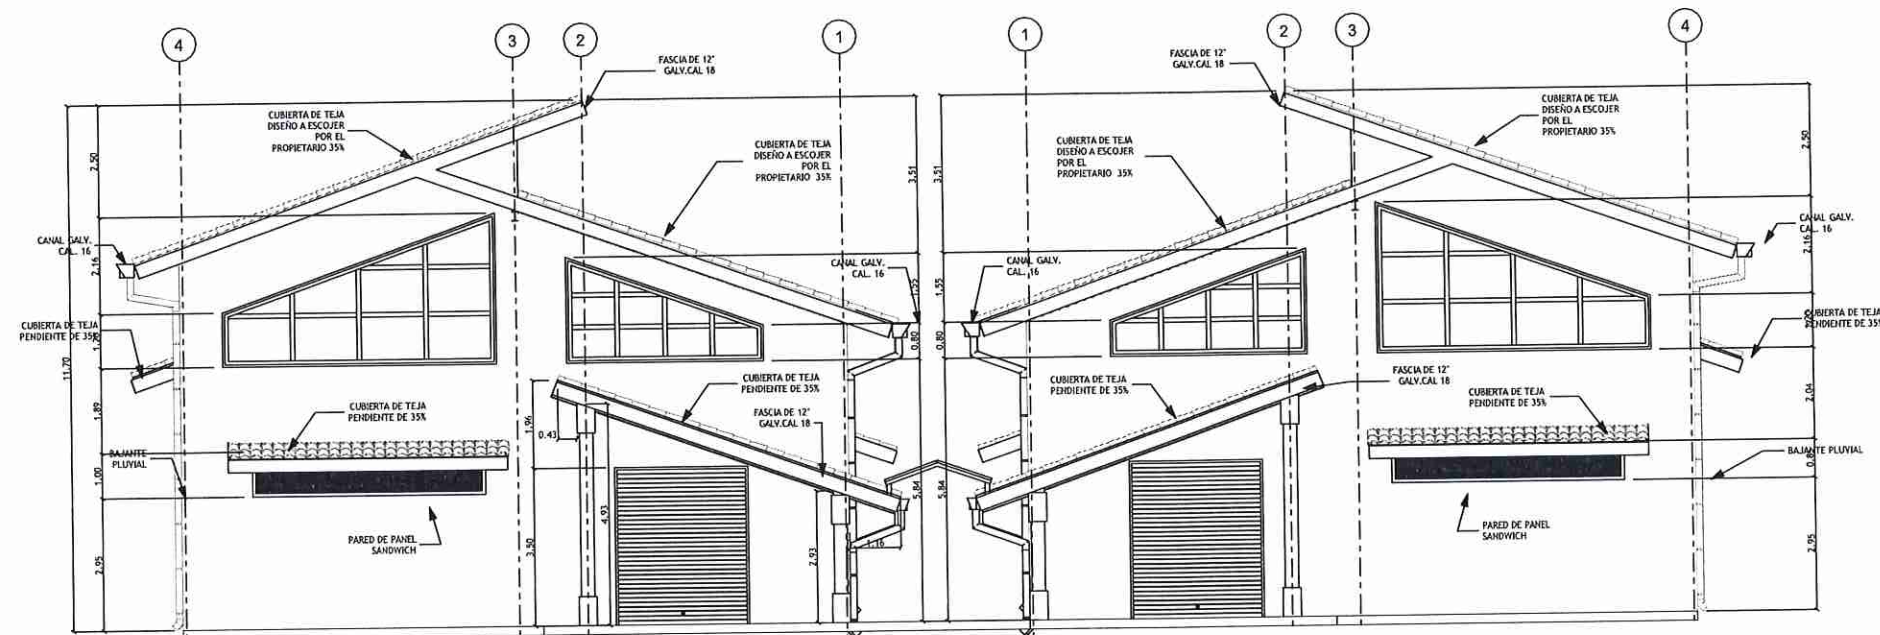 4
3
2
1
1
2
3
4
FASCIA DE 12"
GALV.CAL 18
FASCIA DE 12"
GALV.CAL 18
CUBIERTA DE TEJA
DISEÑO A ESCOJER
POR EL
PROPIETARIO 35%
CUBIERTA DE TEJA
DISEÑO A ESCOJER
POR EL
PROPIETARIO 35%
CUBIERTA DE TEJA
DISEÑO A ESCOJER
POR EL
PROPIETARIO 35%
CUBIERTA DE TEJA
DISEÑO A ESCOJER
POR EL
PROPIETARIO 35%
2,50
3,51
3,51
2,50
CANAL GALV.
CAL. 16
CANAL GALV.
CAL. 16
CANAL GALV.
CAL. 16
CANAL GALV.
CAL. 16
2,16
1,55
1,55
2,16
CUBIERTA DE TEJA
PENDIENTE DE 35%
CUBIERTA DE TEJA
PENDIENTE DE 35%
11,70
0,80
0,80
CUBIERTA DE TEJA
PENDIENTE DE 35%
CUBIERTA DE TEJA
PENDIENTE DE 35%
FASCIA DE 12"
GALV.CAL 18
CUBIERTA DE TEJA
PENDIENTE DE 35%
CUBIERTA DE TEJA
PENDIENTE DE 35%
FASCIA DE 12"
GALV.CAL 18
1,89
1,96
0.43
2,04
BAJANTE
PLUVIAL
BAJANTE PLUVIAL
1,00
4,93
5,84
5,84
PARED DE PANEL
SANDWICH
PARED DE PANEL
SANDWICH
2,95
3,50
2,93
1,16
2,95